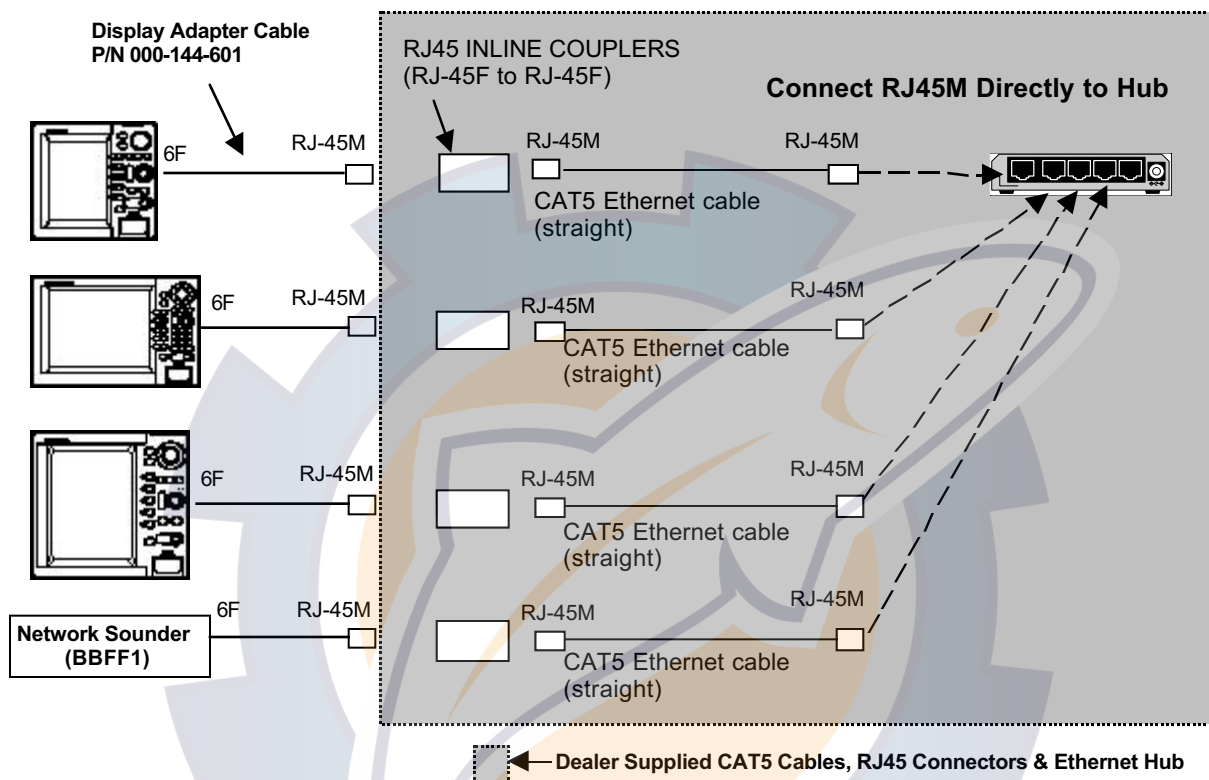 Display Adapter Cable
P/N 000-144-601
RJ45 INLINE COUPLERS
(RJ-45F to RJ-45F)
Connect RJ45M Directly to Hub
6F
RJ-45M
RJ-45M
RJ-45M
CAT5 Ethernet cable
(straight)
6F
RJ-45M
RJ-45M
RJ-45M
CAT5 Ethernet cable
(straight)
6F
RJ-45M
RJ-45M
RJ-45M
CAT5 Ethernet cable
(straight)
Network Sounder
(BBFF1)
6F
RJ-45M
RJ-45M
RJ-45M
CAT5 Ethernet cable
(straight)
Dealer Supplied CAT5 Cables, RJ45 Connectors & Ethernet Hub